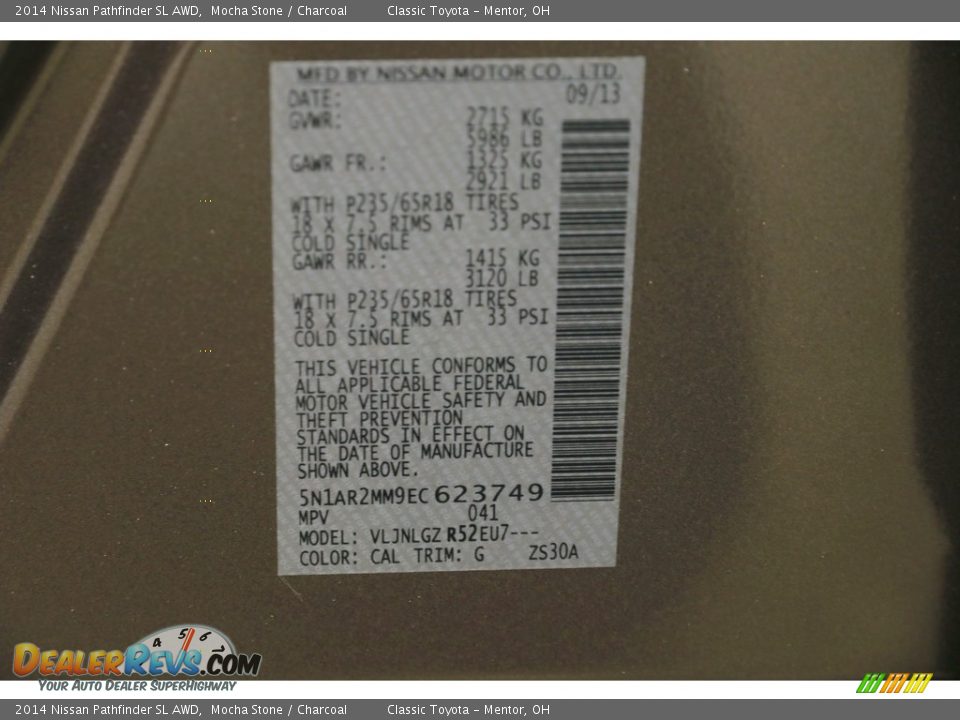 2014 Nissan Pathfinder SL AWD, Mocha Stone / Charcoal Classic Toyota - Mentor, OH
MFD BY NISSAN MOTOR CO., LTD.
DATE: 09/13
GVWR: 2715 KG
5986 LB
GAWR FR.: 1325 KG
2921 LB
WITH P235/65R18 TIRES
18 X 7.5 RIMS AT 33 PSI
COLD SINGLE
GAWR RR.: 1415 KG
3120 LB
WITH P235/65R18 TIRES
18 X 7.5 RIMS AT 33 PSI
COLD SINGLE
THIS VEHICLE CONFORMS TO
ALL APPLICABLE FEDERAL
MOTOR VEHICLE SAFETY AND
THEFT PREVENTION
STANDARDS IN EFFECT ON
THE DATE OF MANUFACTURE
SHOWN ABOVE.
5N1AR2MM9EC623749
MPV 041
MODEL: VLJNLGZ R52EU7---
COLOR: CAL TRIM: G ZS30A
4 5 6
DEALERREVS.COM
YOUR AUTO DEALER SUPERHIGHWAY
2014 Nissan Pathfinder SL AWD, Mocha Stone / Charcoal Classic Toyota - Mentor, OH